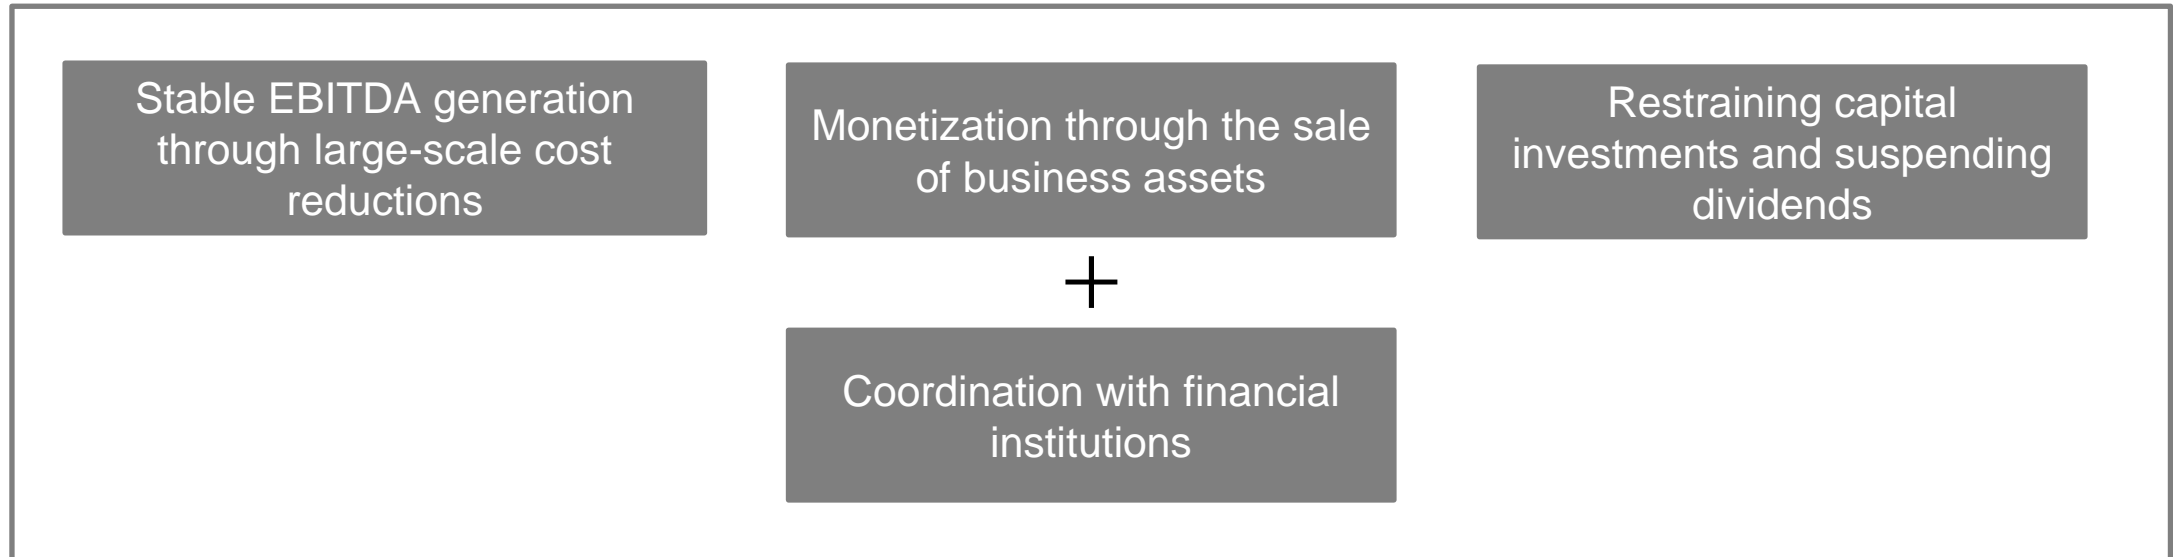 Stable EBITDA generation
through large-scale cost
reductions
Monetization through the sale
of business assets
Restraining capital
investments and suspending
dividends
+
Coordination with financial
institutions